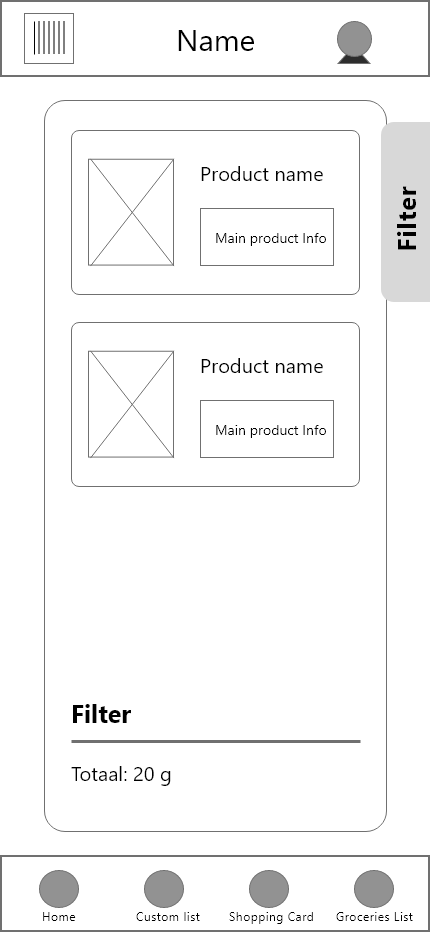 Name
Filter
Product name
Main product Info
Product name
Main product Info
Filter
Totaal: 20 g
Home
Custom list
Shopping Card
Groceries List